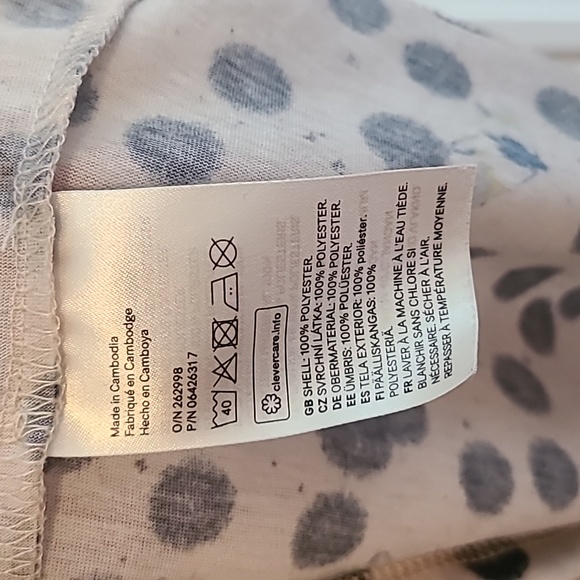 Made in Cambodia
Fabriqué en Cambodge
Hecho en Camboya
O/N 262998
P/N 06426317
40
clevercare.info
GB SHELL: 100% POLYESTER.
CZ SVRCHNÍ LÁTKA: 100% POLYESTER.
DE OBERMATERIAL: 100% POLYESTER.
EE ÜMBRIS: 100% POLÜESTER.
ES TELA EXTERIOR: 100% poliéster.
FI PÄÄLLISKANGAS: 100%
POLYESTERIÄ.
FR LAVER À LA MACHINE À L'EAU TIÈDE.
BLANCHIR SANS CHLORE SI
NÉCESSAIRE. SÉCHER À L'AIR.
REPASSER À TEMPÉRATURE MOYENNE.